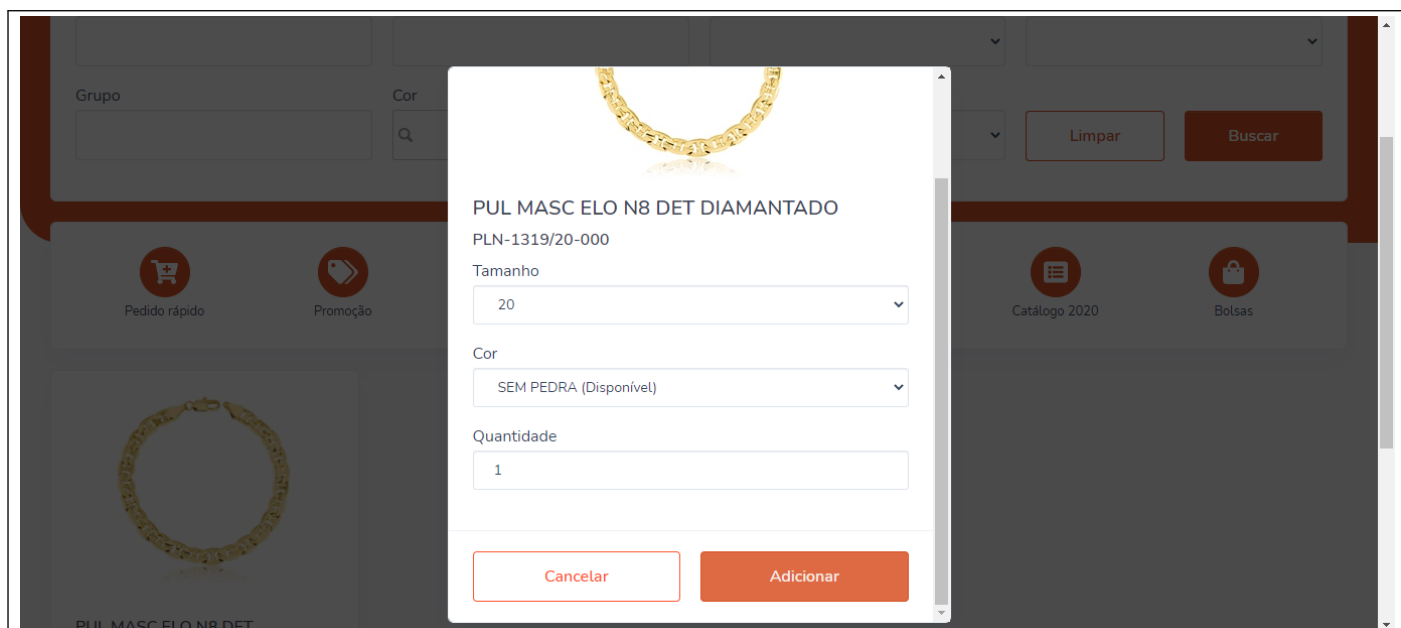 Grupo
Cor
Limpar
Buscar
PUL MASC ELO N8 DET DIAMANTADO
PLN-1319/20-000
Tamanho
20
Cor
SEM PEDRA (Disponível)
Quantidade
1
Cancelar
Adicionar
Pedido rápido
Promoção
Catálogo 2020
Bolsas
PUL MASC ELO N8 DET